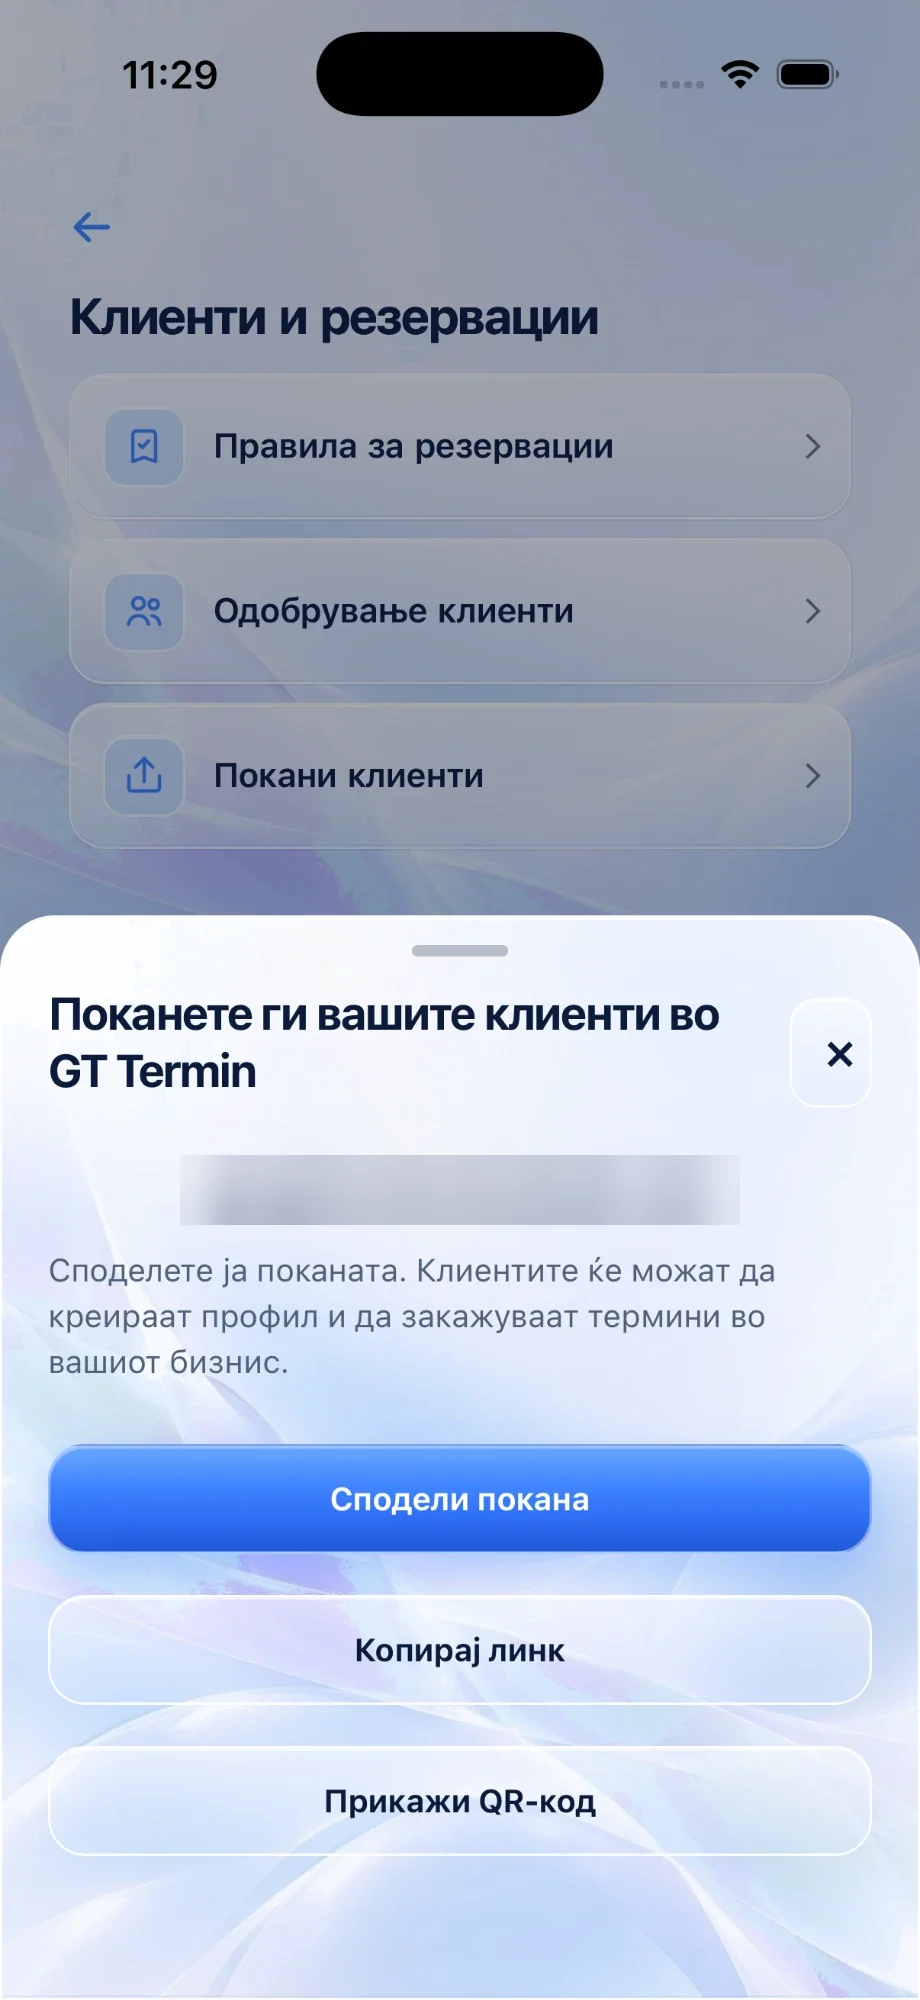 11:29
Клиенти и резервации
Правила за резервации
Одобрување клиенти
Покани клиенти
Поканете ги вашите клиенти во
GT Termin
Споделете ја поканата. Клиентите ќе можат да
креираат профил и да закажуваат термини во
вашиот бизнис.
Сподели покана
Копирај линк
Прикажи QR-код